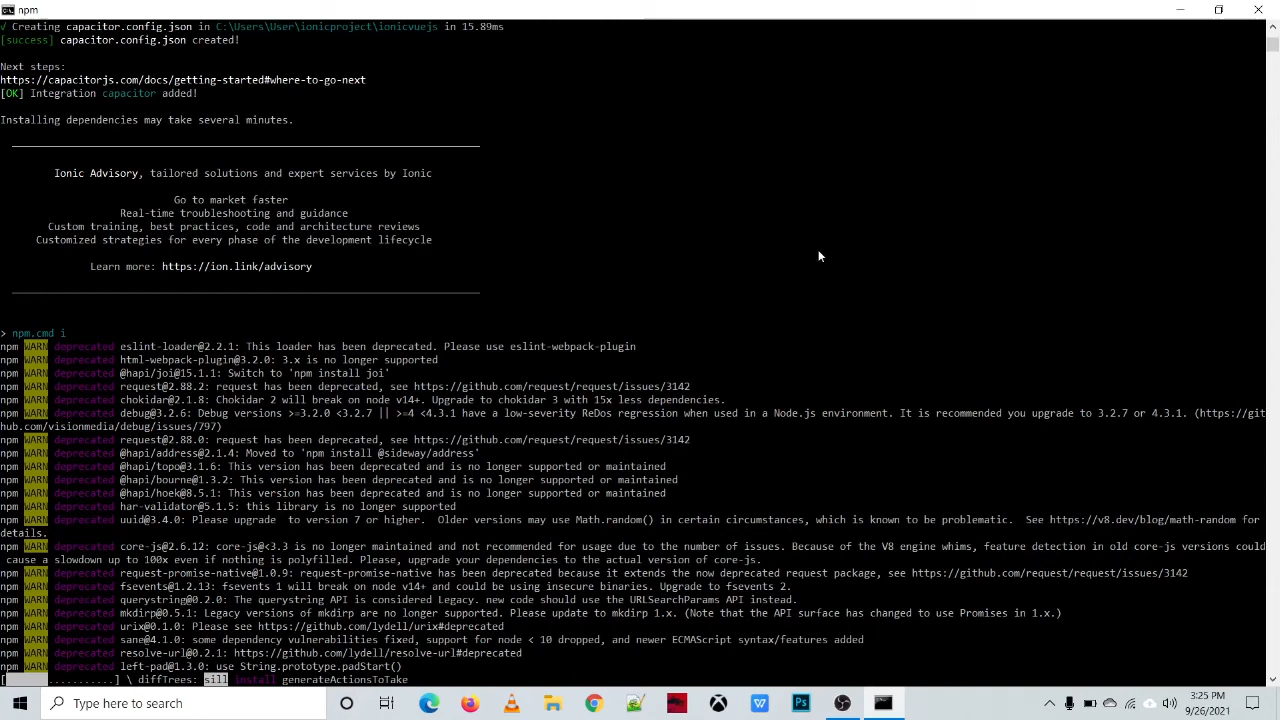 npm
√ Creating capacitor.config.json in C:\Users\User\ionicproject\ionicvuejs in 15.89ms
[success] capacitor.config.json created!
Next steps:
https://capacitorjs.com/docs/getting-started#where-to-go-next
[OK] Integration capacitor added!
Installing dependencies may take several minutes.
Ionic Advisory, tailored solutions and expert services by Ionic
Go to market faster
Real-time troubleshooting and guidance
Custom training, best practices, code and architecture reviews
Customized strategies for every phase of the development lifecycle
Learn more: https://ion.link/advisory
> npm.cmd i
npm WARN deprecated eslint-loader@2.2.1: This loader has been deprecated. Please use eslint-webpack-plugin
npm WARN deprecated html-webpack-plugin@3.2.0: 3.x is no longer supported
npm WARN deprecated @hapi/joi@15.1.1: Switch to 'npm install joi'
npm WARN deprecated request@2.88.2: request has been deprecated, see https://github.com/request/request/issues/3142
npm WARN deprecated chokidar@2.1.8: Chokidar 2 will break on node v14+. Upgrade to chokidar 3 with 15x less dependencies.
npm WARN deprecated debug@3.2.6: Debug versions >=3.2.0 <3.2.7 || >=4 <4.3.1 have a low-severity ReDos regression when used in a Node.js environment. It is recommended you upgrade to 3.2.7 or 4.3.1. (https://git
hub.com/visionmedia/debug/issues/797)
npm WARN deprecated request@2.88.0: request has been deprecated, see https://github.com/request/request/issues/3142
npm WARN deprecated @hapi/address@2.1.4: Moved to 'npm install @sideway/address'
npm WARN deprecated @hapi/topo@3.1.6: This version has been deprecated and is no longer supported or maintained
npm WARN deprecated @hapi/bourne@1.3.2: This version has been deprecated and is no longer supported or maintained
npm WARN deprecated @hapi/hoek@8.5.1: This version has been deprecated and is no longer supported or maintained
npm WARN deprecated har-validator@5.1.5: this library is no longer supported
npm WARN deprecated uuid@3.4.0: Please upgrade  to version 7 or higher.  Older versions may use Math.random() in certain circumstances, which is known to be problematic.  See https://v8.dev/blog/math-random for
details.
npm WARN deprecated core-js@2.6.12: core-js@<3.3 is no longer maintained and not recommended for usage due to the number of issues. Because of the V8 engine whims, feature detection in old core-js versions could
cause a slowdown up to 100x even if nothing is polyfilled. Please, upgrade your dependencies to the actual version of core-js.
npm WARN deprecated request-promise-native@1.0.9: request-promise-native has been deprecated because it extends the now deprecated request package, see https://github.com/request/request/issues/3142
npm WARN deprecated fsevents@1.2.13: fsevents 1 will break on node v14+ and could be using insecure binaries. Upgrade to fsevents 2.
npm WARN deprecated querystring@0.2.0: The querystring API is considered Legacy. new code should use the URLSearchParams API instead.
npm WARN deprecated mkdirp@0.5.1: Legacy versions of mkdirp are no longer supported. Please update to mkdirp 1.x. (Note that the API surface has changed to use Promises in 1.x.)
npm WARN deprecated urix@0.1.0: Please see https://github.com/lydell/urix#deprecated
npm WARN deprecated sane@4.1.0: some dependency vulnerabilities fixed, support for node < 10 dropped, and newer ECMAScript syntax/features added
npm WARN deprecated resolve-url@0.2.1: https://github.com/lydell/resolve-url#deprecated
npm WARN deprecated left-pad@1.3.0: use String.prototype.padStart()
[ ...........] \ diffTrees: sill install generateActionsToTake
Type here to search
3:25 PM
9/26/2021